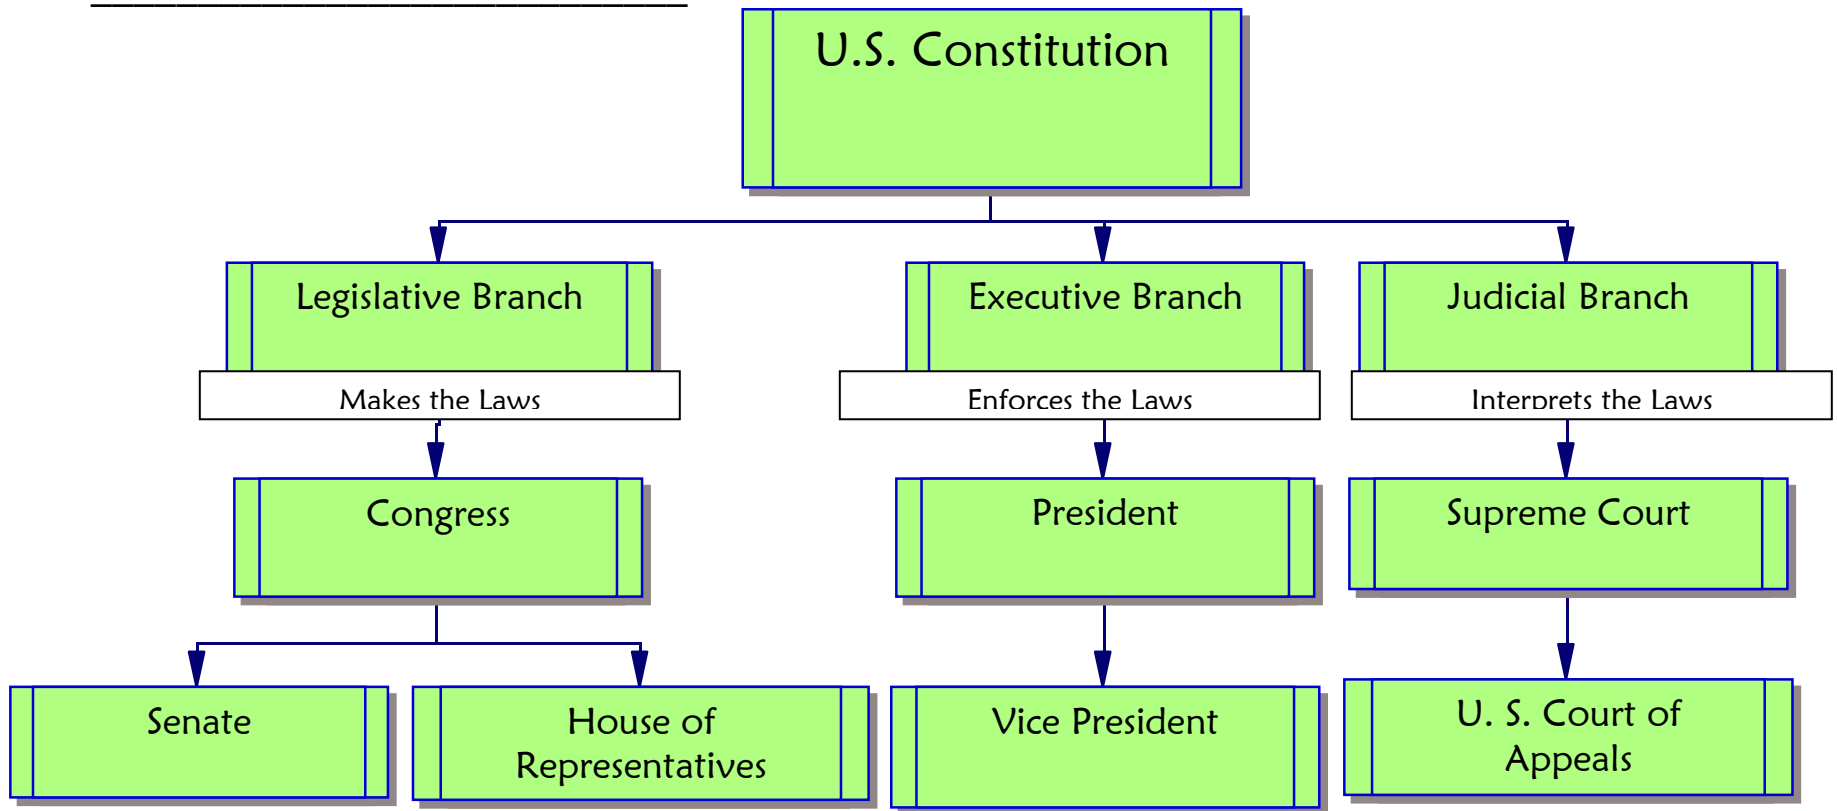 U.S. Constitution
Legislative Branch
Executive Branch
Judicial Branch
Makes the Laws
Enforces the Laws
Interprets the Laws
Congress
President
Supreme Court
Senate
House of
Representatives
Vice President
U. S. Court of
Appeals